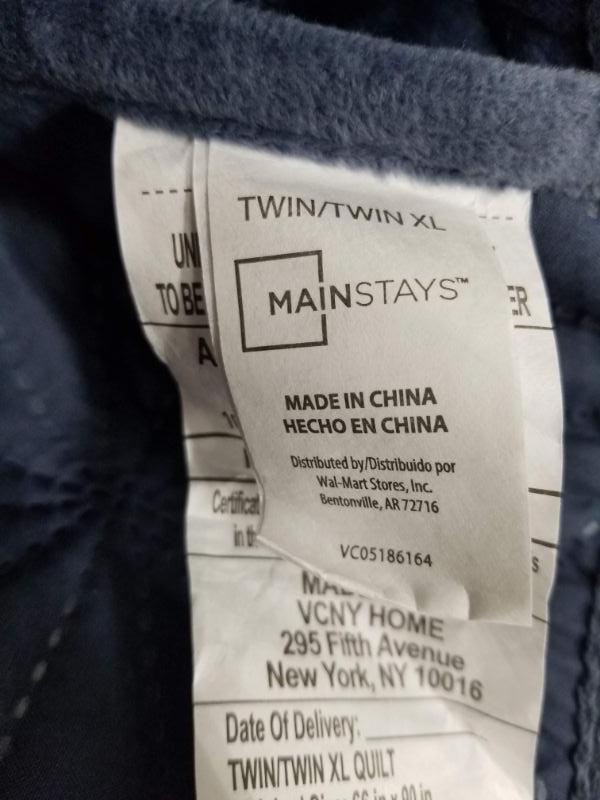 TWIN/TWIN XL
MAINSTAYS™
MADE IN CHINA
HECHO EN CHINA
Distributed by/Distribuido por
Wal-Mart Stores, Inc.
Bentonville, AR 72716
VC05186164
TO BE
A
VCNY HOME
295 Fifth Avenue
New York, NY 10016
Date Of Delivery:
TWIN/TWIN XL QUILT